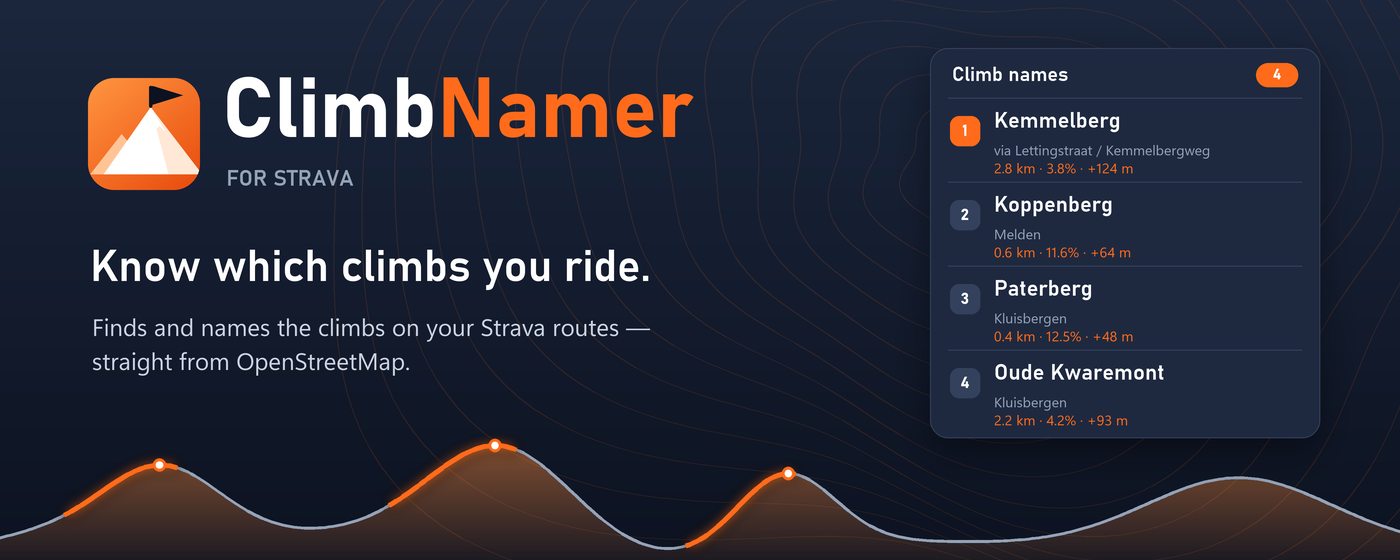 ClimbNamer
FOR STRAVA
Know which climbs you ride.
Finds and names the climbs on your Strava routes —
straight from OpenStreetMap.
Climb names 4
1 Kemmelberg
via Lettingstraat / Kemmelbergweg
2.8 km · 3.8% · +124 m
2 Koppenberg
Melden
0.6 km · 11.6% · +64 m
3 Paterberg
Kluisbergen
0.4 km · 12.5% · +48 m
4 Oude Kwaremont
Kluisbergen
2.2 km · 4.2% · +93 m